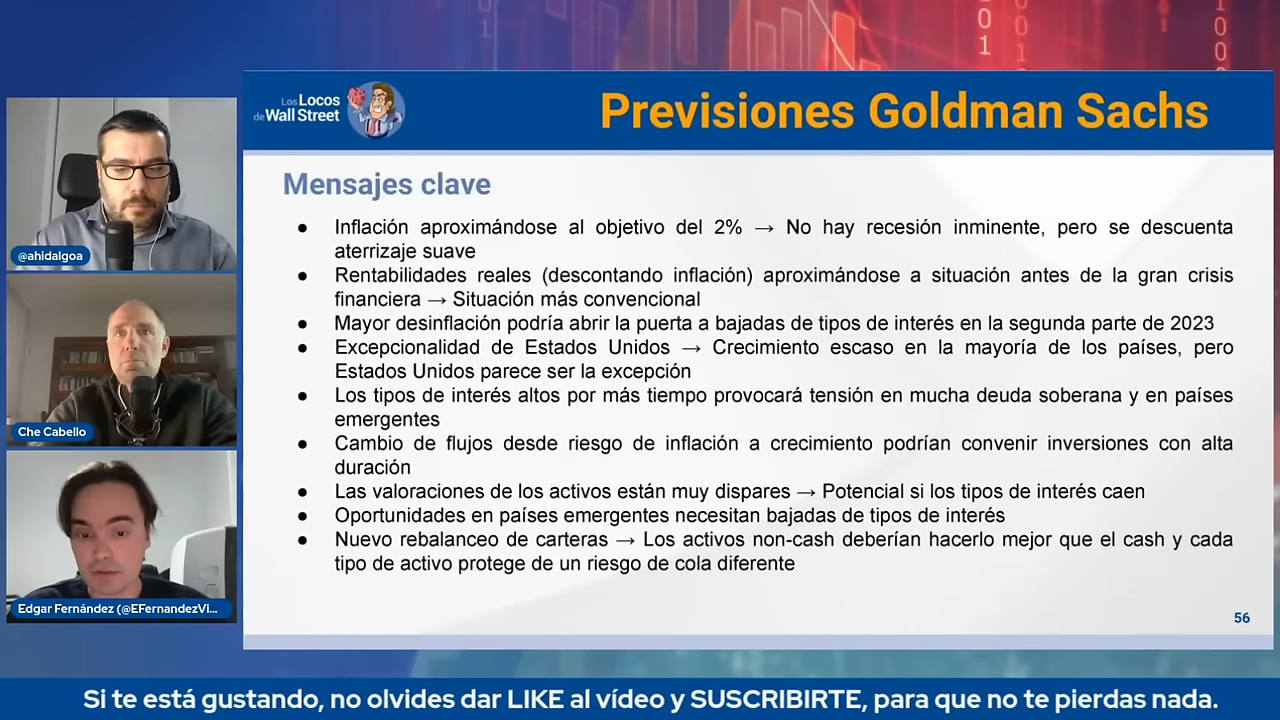 Los Locos
de Wall Street
Previsiones Goldman Sachs
Mensajes clave
● Inflación aproximándose al objetivo del 2% → No hay recesión inminente, pero se descuenta
aterrizaje suave
● Rentabilidades reales (descontando inflación) aproximándose a situación antes de la gran crisis
financiera → Situación más convencional
● Mayor desinflación podría abrir la puerta a bajadas de tipos de interés en la segunda parte de 2023
● Excepcionalidad de Estados Unidos → Crecimiento escaso en la mayoría de los países, pero
Estados Unidos parece ser la excepción
● Los tipos de interés altos por más tiempo provocará tensión en mucha deuda soberana y en países
emergentes
● Cambio de flujos desde riesgo de inflación a crecimiento podrían convenir inversiones con alta
duración
● Las valoraciones de los activos están muy dispares → Potencial si los tipos de interés caen
● Oportunidades en países emergentes necesitan bajadas de tipos de interés
● Nuevo rebalanceo de carteras → Los activos non-cash deberían hacerlo mejor que el cash y cada
tipo de activo protege de un riesgo de cola diferente
56
@ahidalgoa
Che Cabello
Edgar Fernández (@EFernandezVi...
Si te está gustando, no olvides dar LIKE al vídeo y SUSCRIBIRTE, para que no te pierdas nada.